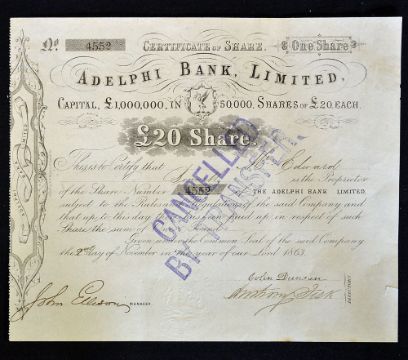 No. 4552 CERTIFICATE OF SHARE. One Share
ADELPHI BANK, LIMITED.
CAPITAL, £1,000,000, IN 50000, SHARES OF £20, EACH.
£20 Share.
This is to Certify that Edward
is the Proprietor
of the Share Number 4552 THE ADELPHI BANK LIMITED
subject to the Rules and Regulations of the said Company and
that up to this day has been paid up in respect of such
Share the sum of
Given under the Common Seal of the said Company
the 2nd day of November in the year of our Lord 1863
John Ellison MANAGER
DIRECTORS
CANCELLED
BY TRANSFER